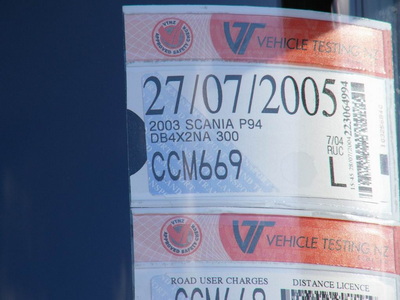 VT VEHICLE TESTING NZ
27/07/2005
2003 SCANIA P94
DB4X2NA 300
7/04
RUC
CCM669
L
223064994
VT VEHICLE TESTING NZ
ROAD USER CHARGES DISTANCE LICENCE